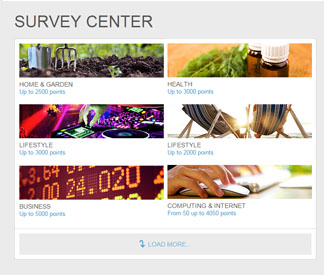 SURVEY CENTER
HOME & GARDEN
Up to 2500 points
HEALTH
Up to 3000 points
LIFESTYLE
Up to 3000 points
LIFESTYLE
Up to 2000 points
24.020
BUSINESS
Up to 5000 points
COMPUTING & INTERNET
From 50 up to 4050 points
LOAD MORE...